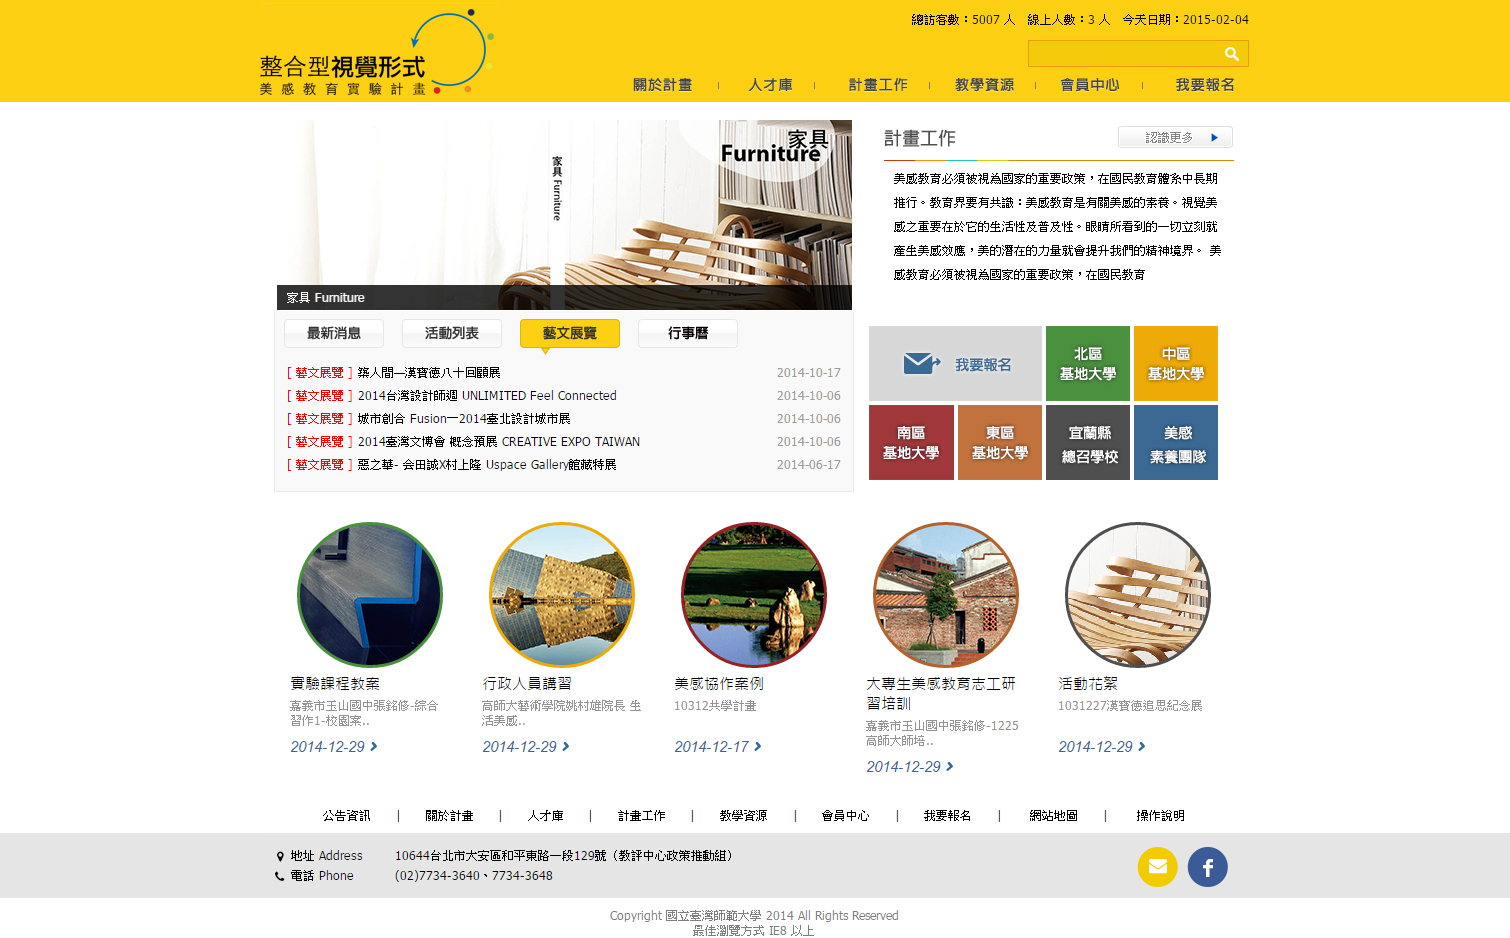 總訪客數：5007 人 線上人數：3 人 今天日期：2015-02-04
整合型視覺形式
美感教育實驗計畫
關於計畫 人才庫 計畫工作 教學資源 會員中心 我要報名
家具
Furniture
家具 Furniture
家具 Furniture
計畫工作
認識更多
美感教育必須被視為國家的重要政策，在國民教育體系中長期
推行。教育界要有共識：美感教育是有關美感的素養。視覺美
感之重要在於它的生活性及普及性。眼睛所看到的一切立刻就
產生美感效應，美的潛在的力量就會提升我們的精神境界。 美
感教育必須被視為國家的重要政策，在國民教育
最新消息 活動列表 藝文展覽 行事曆
[ 藝文展覽 ] 築人間—漢寶德八十回顧展 2014-10-17
[ 藝文展覽 ] 2014台灣設計師週 UNLIMITED Feel Connected 2014-10-06
[ 藝文展覽 ] 城市創合 Fusion—2014臺北設計城市展 2014-10-06
[ 藝文展覽 ] 2014臺灣文博會 概念預展 CREATIVE EXPO TAIWAN 2014-10-06
[ 藝文展覽 ] 惡之華- 会田誠X村上隆 Uspace Gallery館藏特展 2014-06-17
我要報名
北區
基地大學
中區
基地大學
南區
基地大學
東區
基地大學
宜蘭縣
總召學校
美感
素養團隊
實驗課程教案
嘉義市玉山國中張銘修-綜合
習作1-校園案..
2014-12-29
行政人員講習
高師大藝術學院姚村雄院長 生
活美感..
2014-12-29
美感協作案例
10312共學計畫
2014-12-17
大專生美感教育志工研
習培訓
嘉義市玉山國中張銘修-1225
高師大師培..
2014-12-29
活動花絮
1031227漢寶德追思紀念展
2014-12-29
公告資訊 | 關於計畫 | 人才庫 | 計畫工作 | 教學資源 | 會員中心 | 我要報名 | 網站地圖 | 操作說明
地址 Address 10644台北市大安區和平東路一段129號（教評中心政策推動組）
電話 Phone (02)7734-3640、7734-3648
Copyright 國立臺灣師範大學 2014 All Rights Reserved
最佳瀏覽方式 IE8 以上